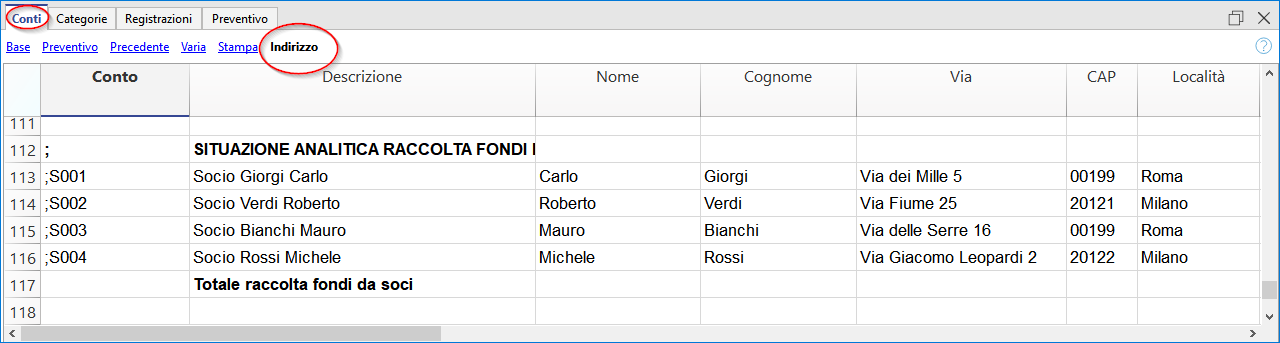 Conti Categorie Registrazioni Preventivo
Base Preventivo Precedente Varia Stampa Indirizzo ?
Conto Descrizione Nome Cognome Via CAP Località
111
112 ; SITUAZIONE ANALITICA RACCOLTA FONDI
113 ;S001 Socio Giorgi Carlo Carlo Giorgi Via dei Mille 5 00199 Roma
114 ;S002 Socio Verdi Roberto Roberto Verdi Via Fiume 25 20121 Milano
115 ;S003 Socio Bianchi Mauro Mauro Bianchi Via delle Serre 16 00199 Roma
116 ;S004 Socio Rossi Michele Michele Rossi Via Giacomo Leopardi 2 20122 Milano
117 Totale raccolta fondi da soci
118